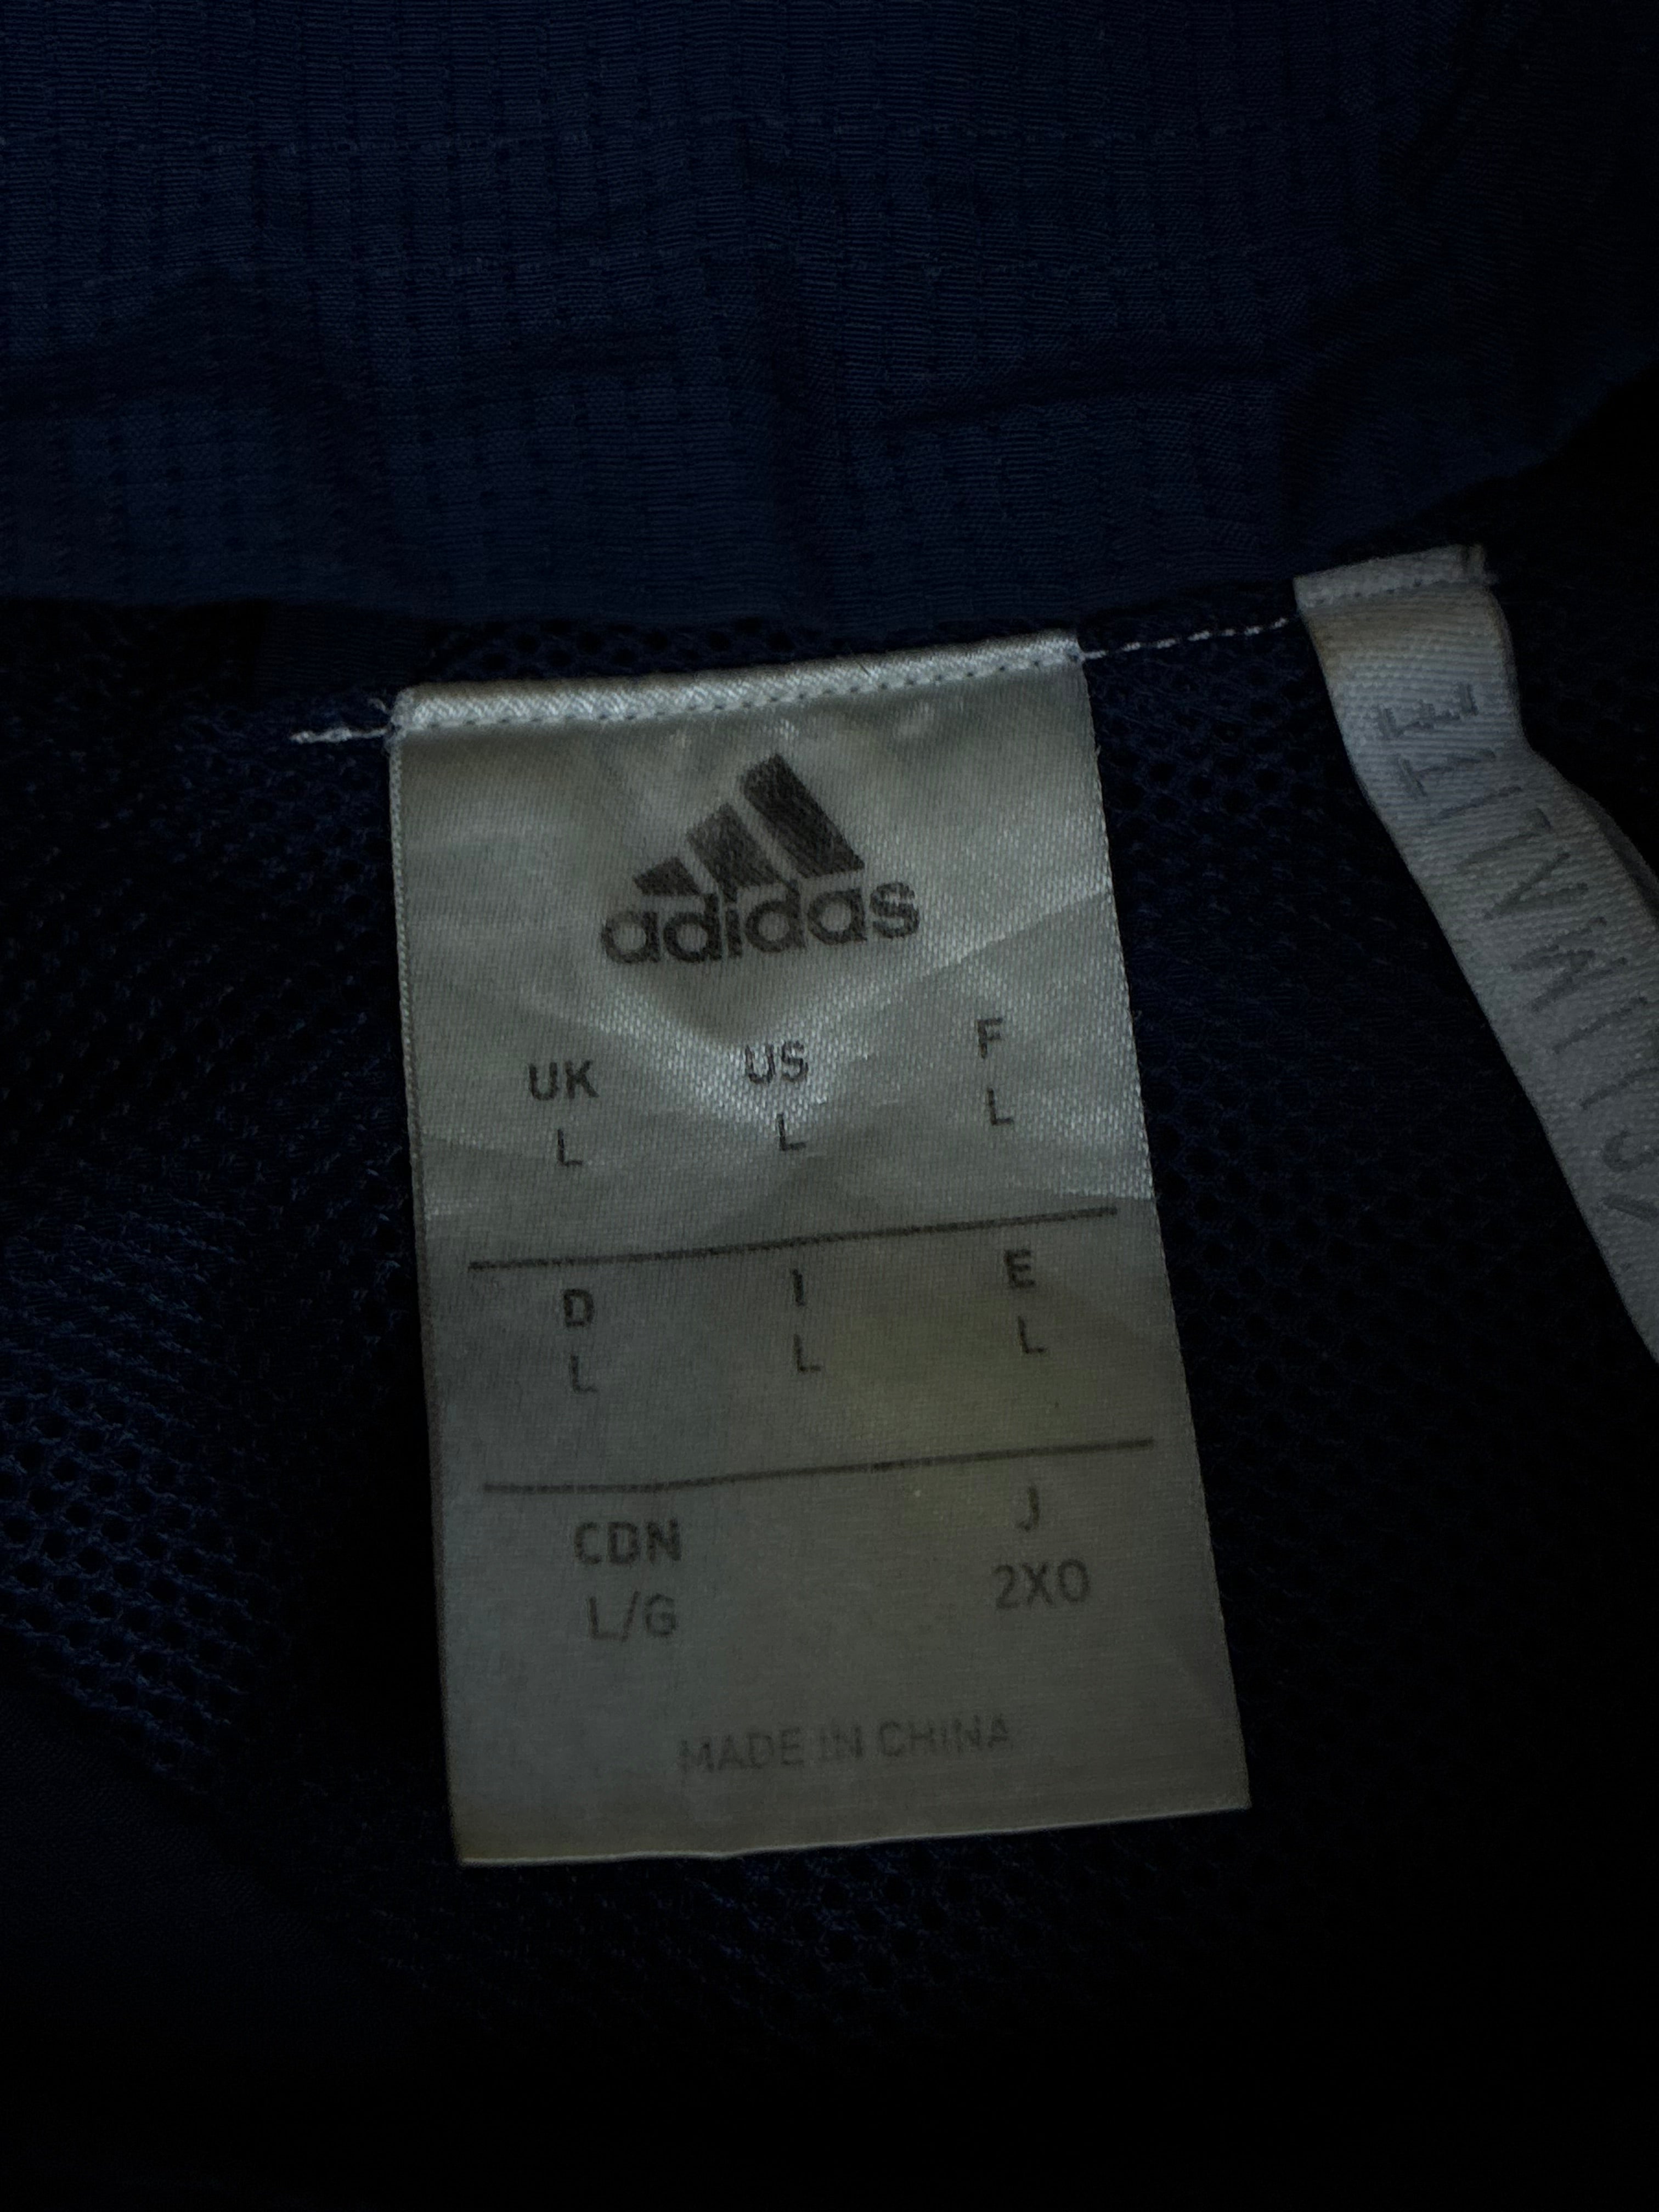 adidas
UK US F
L L L
D I E
L L L
CDN J
L/G 2XO
MADE IN CHINA